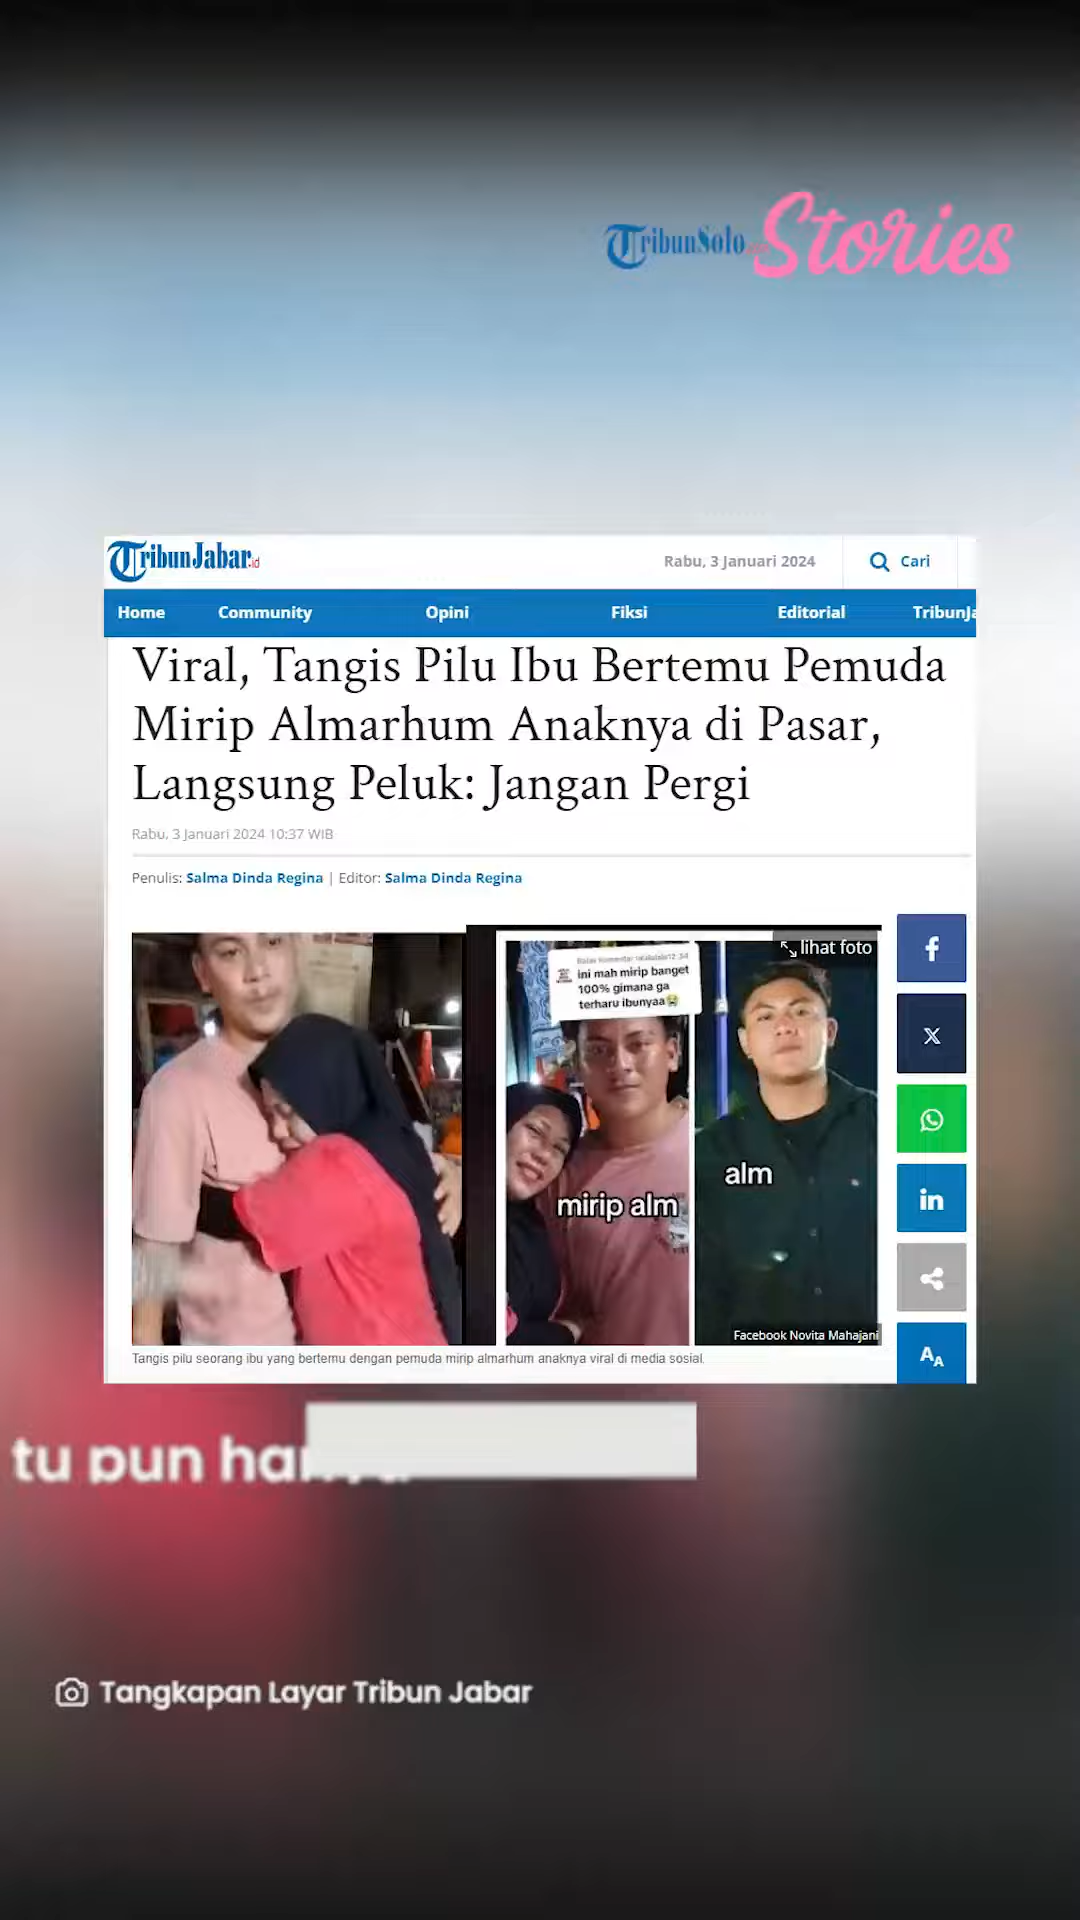 TribunSolo.com Stories
TribunJabar.id
Rabu, 3 Januari 2024
Cari
Home Community Opini Fiksi Editorial TribunJa
Viral, Tangis Pilu Ibu Bertemu Pemuda
Mirip Almarhum Anaknya di Pasar,
Langsung Peluk: Jangan Pergi
Rabu, 3 Januari 2024 10:37 WIB
Penulis: Salma Dinda Regina | Editor: Salma Dinda Regina
lihat foto
ini mah mirip banget
100% gimana ga
terharu ibunyaa😭
mirip alm
alm
Facebook Novita Mahajani
Tangis pilu seorang ibu yang bertemu dengan pemuda mirip almarhum anaknya viral di media sosial.
f
X
in
AA
tu pun
Tangkapan Layar Tribun Jabar